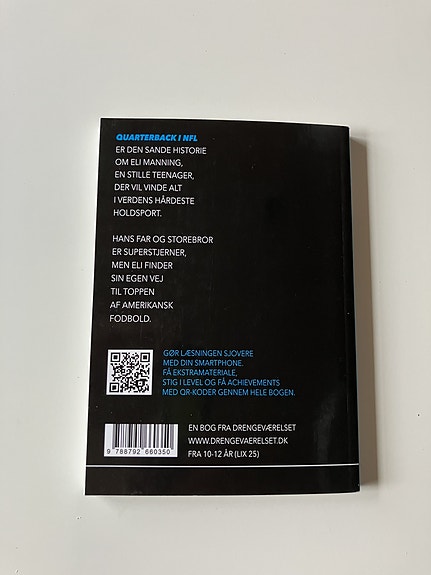 QUARTERBACK I NFL
ER DEN SANDE HISTORIE
OM ELI MANNING,
EN STILLE TEENAGER,
DER VIL VINDE ALT
I VERDENS HÅRDESTE
HOLDSPORT.
HANS FAR OG STOREBROR
ER SUPERSTJERNER,
MEN ELI FINDER
SIN EGEN VEJ
TIL TOPPEN
AF AMERIKANSK
FODBOLD.
GØR LÆSNINGEN SJOVERE
MED DIN SMARTPHONE.
FÅ EKSTRAMATERIALE,
STIG I LEVEL OG FÅ ACHIEVEMENTS
MED QR-KODER GENNEM HELE BOGEN.
EN BOG FRA DRENGEVÆRELSET
WWW.DRENGEVAERELSET.DK
FRA 10-12 ÅR (LIX 25)
9 788792 660350